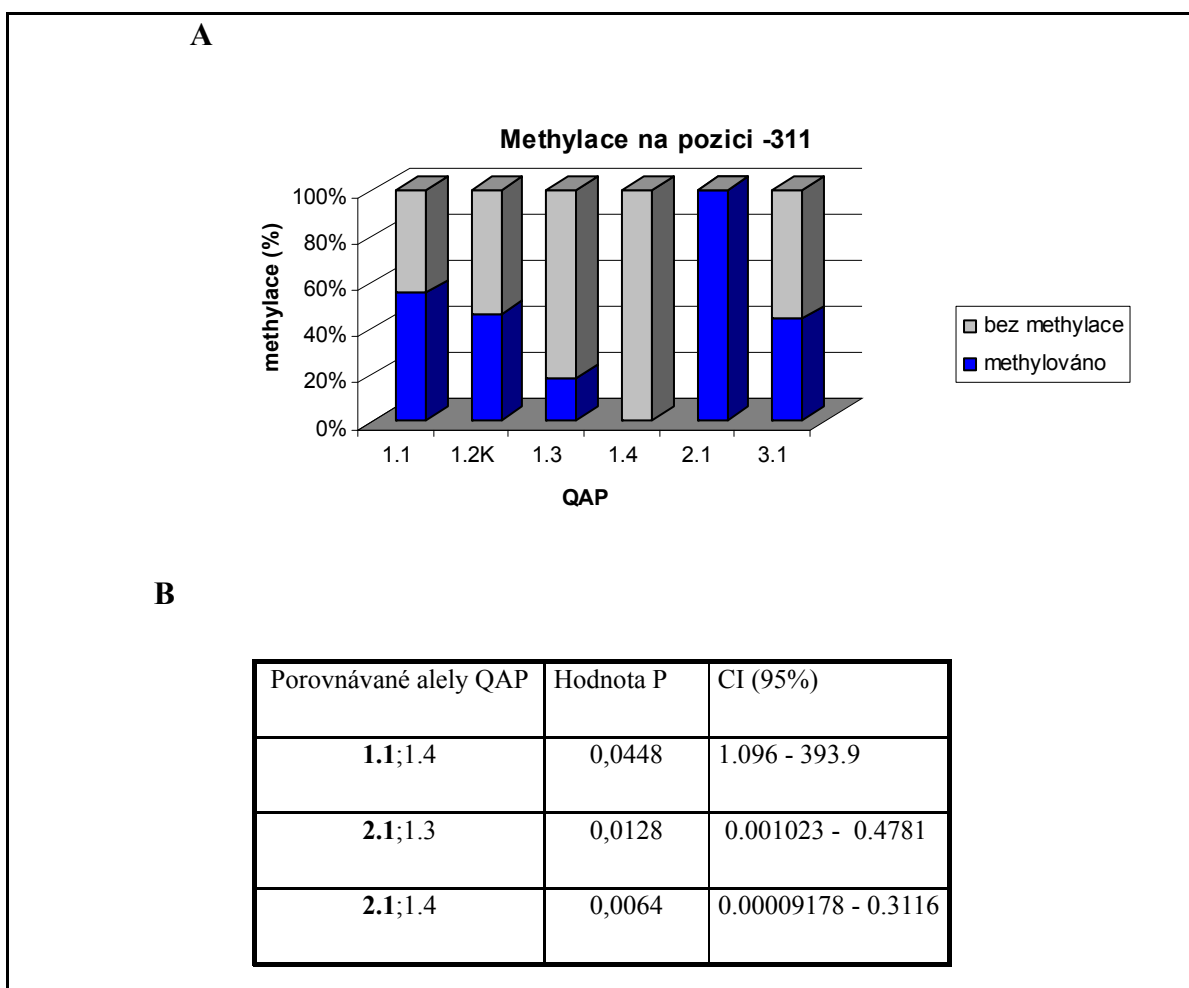 A
Methylace na pozici -311
methylace (%)
100%
80%
60%
40%
20%
0%
1.1 1.2K 1.3 1.4 2.1 3.1
QAP
bez methylace
methylováno
B
Porovnávané alely QAP Hodnota P CI (95%)
1.1;1.4 0,0448 1.096 - 393.9
2.1;1.3 0,0128 0.001023 - 0.4781
2.1;1.4 0,0064 0.00009178 - 0.3116